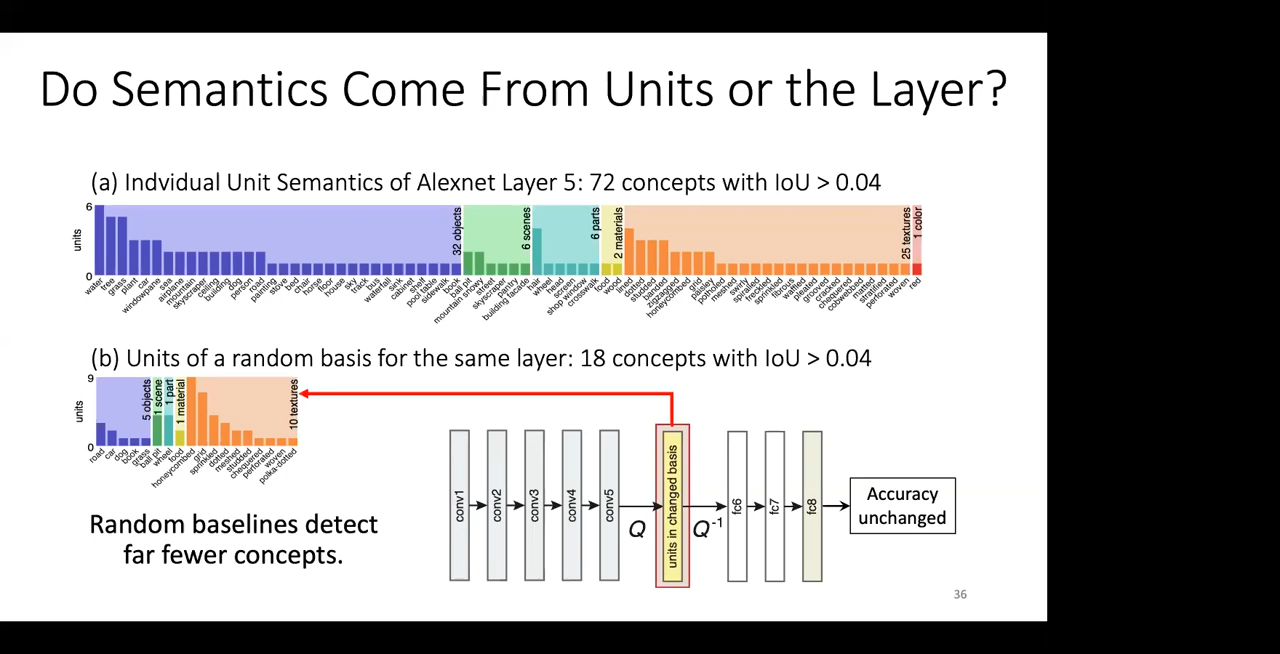 Do Semantics Come From Units or the Layer?
(a) Indvidual Unit Semantics of Alexnet Layer 5: 72 concepts with IoU > 0.04
6
units
0
32 objects
6 scenes
6 parts
2 materials
25 textures
1 color
water
tree
grass
plant
car
windowpane
sea
airplane
mountain
skyscraper
ceiling
building
dog
person
road
painting
stove
bed
chair
horse
floor
house
sky
track
bus
waterfall
sink
cabinet
shelf
pool table
sidewalk
book
ball pit
mountain snowy
street
skyscraper
pantry
building facade
hair
wheel
head
screen
shop window
crosswalk
food
wood
dotted
studded
banded
zigzagged
honeycombed
grid
paisley
potholed
meshed
swirly
spiralled
freckled
sprinkled
fibrous
waffled
pleated
grooved
cracked
chequered
cobwebbed
matted
stratified
perforated
woven
red
(b) Units of a random basis for the same layer: 18 concepts with IoU > 0.04
9
units
0
5 objects
1 scene
1 part
1 material
10 textures
road
car
dog
book
grass
ball pit
wheel
food
honeycombed
grid
sprinkled
dotted
meshed
studded
chequered
perforated
woven
polka-dotted
Random baselines detect
far fewer concepts.
conv1
conv2
conv3
conv4
conv5
Q
units in changed basis
Q-1
fc6
fc7
fc8
Accuracy
unchanged
36